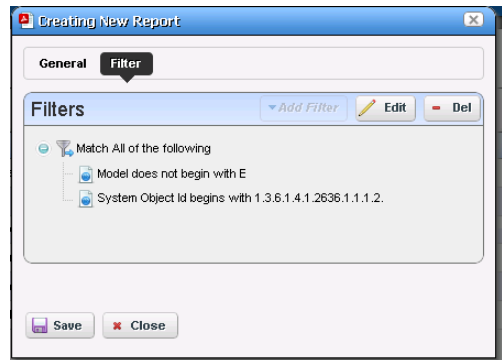 Creating New Report
General Filter
Filters Add Filter Edit Del
Match All of the following
Model does not begin with E
System Object Id begins with 1.3.6.1.4.1.2636.1.1.1.2.
Save Close